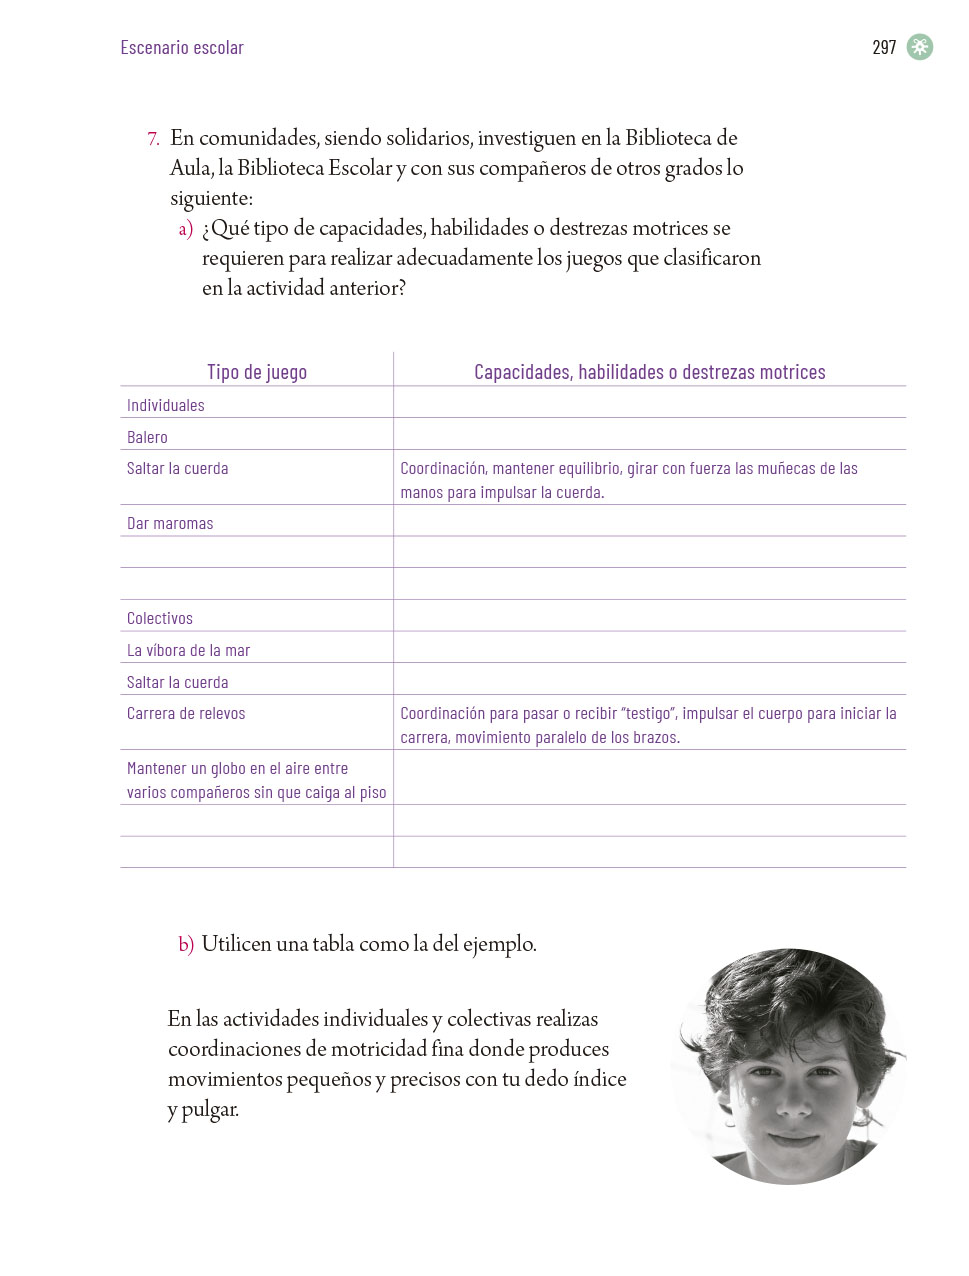 Escenario escolar
297
7. En comunidades, siendo solidarios, investiguen en la Biblioteca de
Aula, la Biblioteca Escolar y con sus compañeros de otros grados lo
siguiente:
a) ¿Qué tipo de capacidades, habilidades o destrezas motrices se
requieren para realizar adecuadamente los juegos que clasificaron
en la actividad anterior?
Tipo de juego
Capacidades, habilidades o destrezas motrices
Individuales
Balero
Saltar la cuerda
Coordinación, mantener equilibrio, girar con fuerza las muñecas de las
manos para impulsar la cuerda.
Dar maromas
Colectivos
La víbora de la mar
Saltar la cuerda
Carrera de relevos
Coordinación para pasar o recibir “testigo”, impulsar el cuerpo para iniciar la
carrera, movimiento paralelo de los brazos.
Mantener un globo en el aire entre
varios compañeros sin que caiga al piso
b) Utilicen una tabla como la del ejemplo.
En las actividades individuales y colectivas realizas
coordinaciones de motricidad fina donde produces
movimientos pequeños y precisos con tu dedo índice
y pulgar.